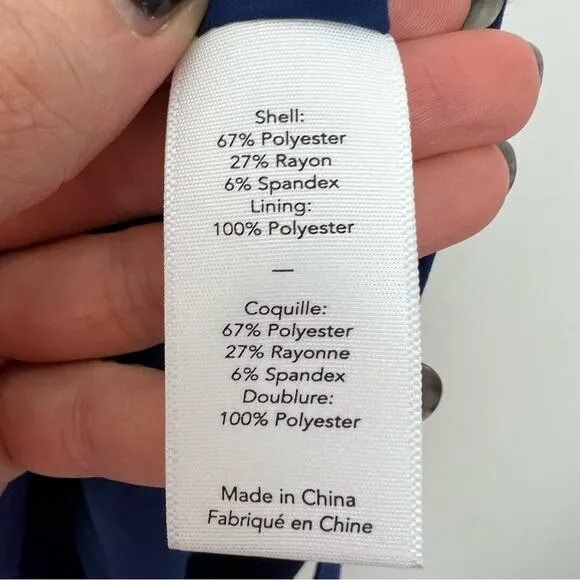 Shell:
67% Polyester
27% Rayon
6% Spandex
Lining:
100% Polyester
—
Coquille:
67% Polyester
27% Rayonne
6% Spandex
Doublure:
100% Polyester
Made in China
Fabriqué en Chine